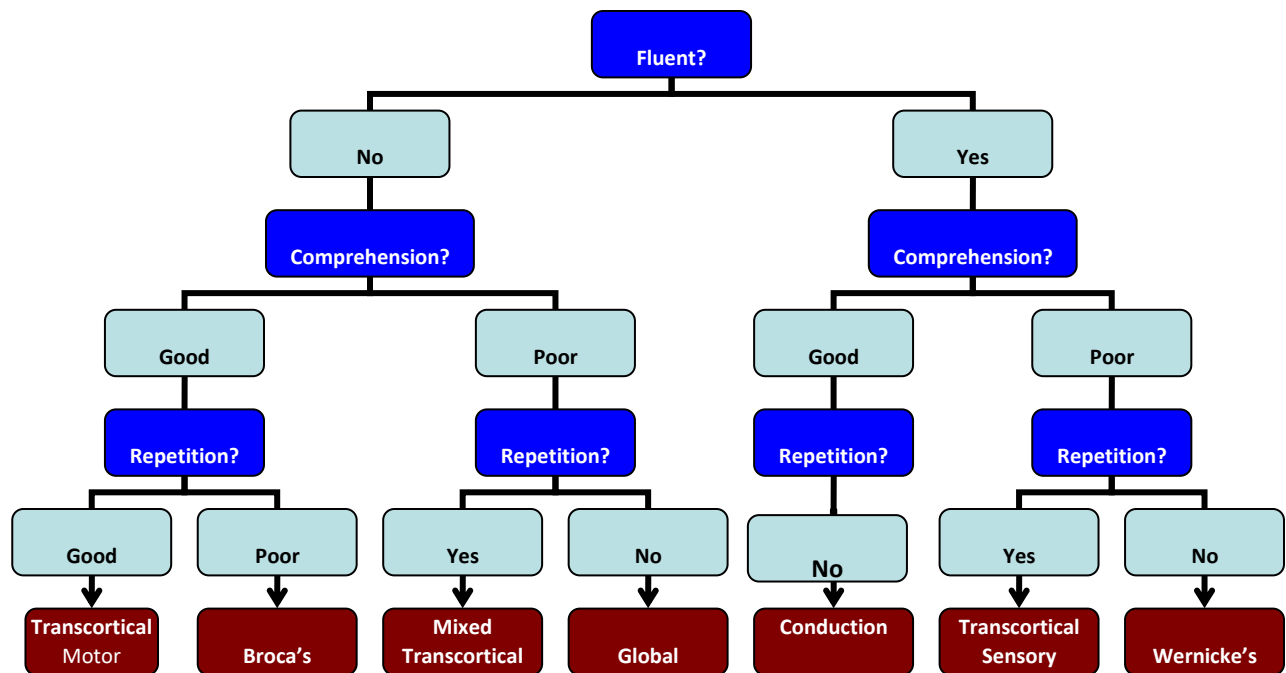 Fluent?
No
Yes
Comprehension?
Comprehension?
Good
Poor
Good
Poor
Repetition?
Repetition?
Repetition?
Repetition?
Good
Poor
Yes
No
No
Yes
No
Transcortical
Motor
Broca's
Mixed
Transcortical
Global
Conduction
Transcortical
Sensory
Wernicke’s